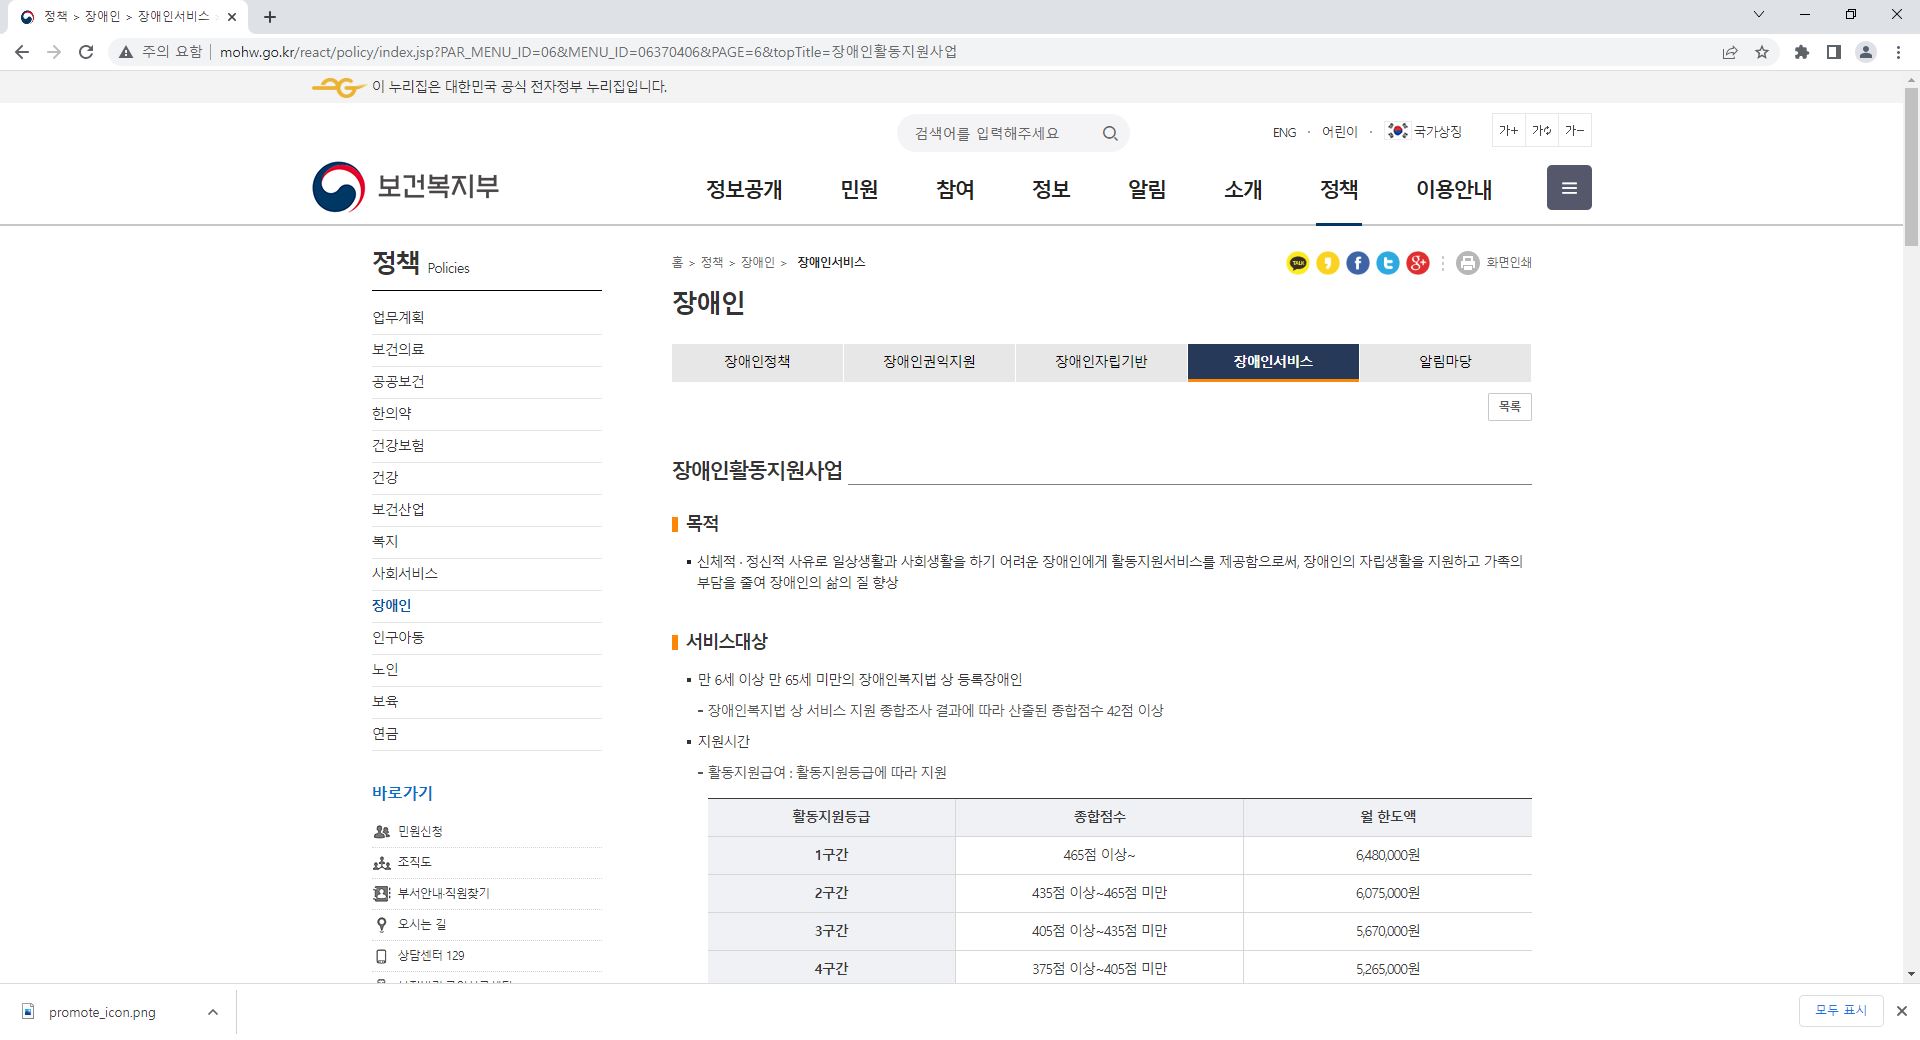 정책 > 장애인 > 장애인서비스
주의 요함 | mohw.go.kr/react/policy/index.jsp?PAR_MENU_ID=06&MENU_ID=06370406&PAGE=6&topTitle=장애인활동지원사업
이 누리집은 대한민국 공식 전자정부 누리집입니다.
검색어를 입력해주세요
ENG · 어린이 · 국가상징 가+ 가 가-
보건복지부
정보공개 민원 참여 정보 알림 소개 정책 이용안내
정책 Policies
업무계획
보건의료
공공보건
한의약
건강보험
건강
보건산업
복지
사회서비스
장애인
인구아동
노인
보육
연금
바로가기
민원신청
조직도
부서안내·직원찾기
오시는 길
상담센터 129
홈 > 정책 > 장애인 > 장애인서비스
TALK f t g+ 화면인쇄
장애인
장애인정책 장애인권익지원 장애인자립기반 장애인서비스 알림마당
목록
장애인활동지원사업
목적
▪ 신체적 · 정신적 사유로 일상생활과 사회생활을 하기 어려운 장애인에게 활동지원서비스를 제공함으로써, 장애인의 자립생활을 지원하고 가족의
부담을 줄여 장애인의 삶의 질 향상
서비스대상
▪ 만 6세 이상 만 65세 미만의 장애인복지법 상 등록장애인
- 장애인복지법 상 서비스 지원 종합조사 결과에 따라 산출된 종합점수 42점 이상
▪ 지원시간
- 활동지원급여 : 활동지원등급에 따라 지원
활동지원등급 종합점수 월 한도액
1구간 465점 이상~ 6,480,000원
2구간 435점 이상~465점 미만 6,075,000원
3구간 405점 이상~435점 미만 5,670,000원
4구간 375점 이상~405점 미만 5,265,000원
promote_icon.png
모두 표시